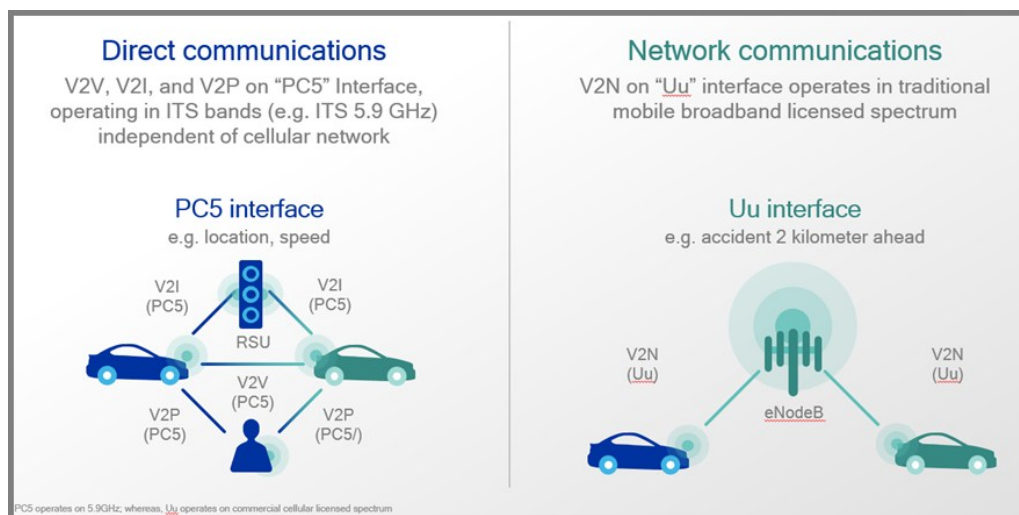 Direct communications
V2V, V2I, and V2P on “PC5” Interface,
operating in ITS bands (e.g. ITS 5.9 GHz)
independent of cellular network
PC5 interface
e.g. location, speed
V2I
(PC5)
V2I
(PC5)
RSU
V2V
(PC5)
V2P
(PC5)
V2P
(PC5/)
Network communications
V2N on “Uu” interface operates in traditional
mobile broadband licensed spectrum
Uu interface
e.g. accident 2 kilometer ahead
V2N
(Uu)
V2N
(Uu)
eNodeB
PC5 operates on 5.9GHz; whereas, Uu operates on commercial cellular licensed spectrum